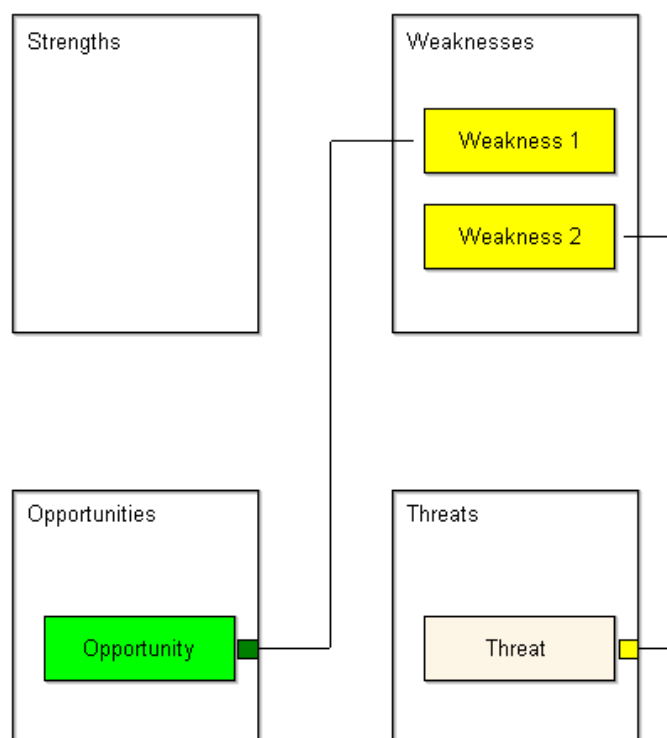 Strengths
Weaknesses
Weakness 1
Weakness 2
Opportunities
Threats
Opportunity
Threat